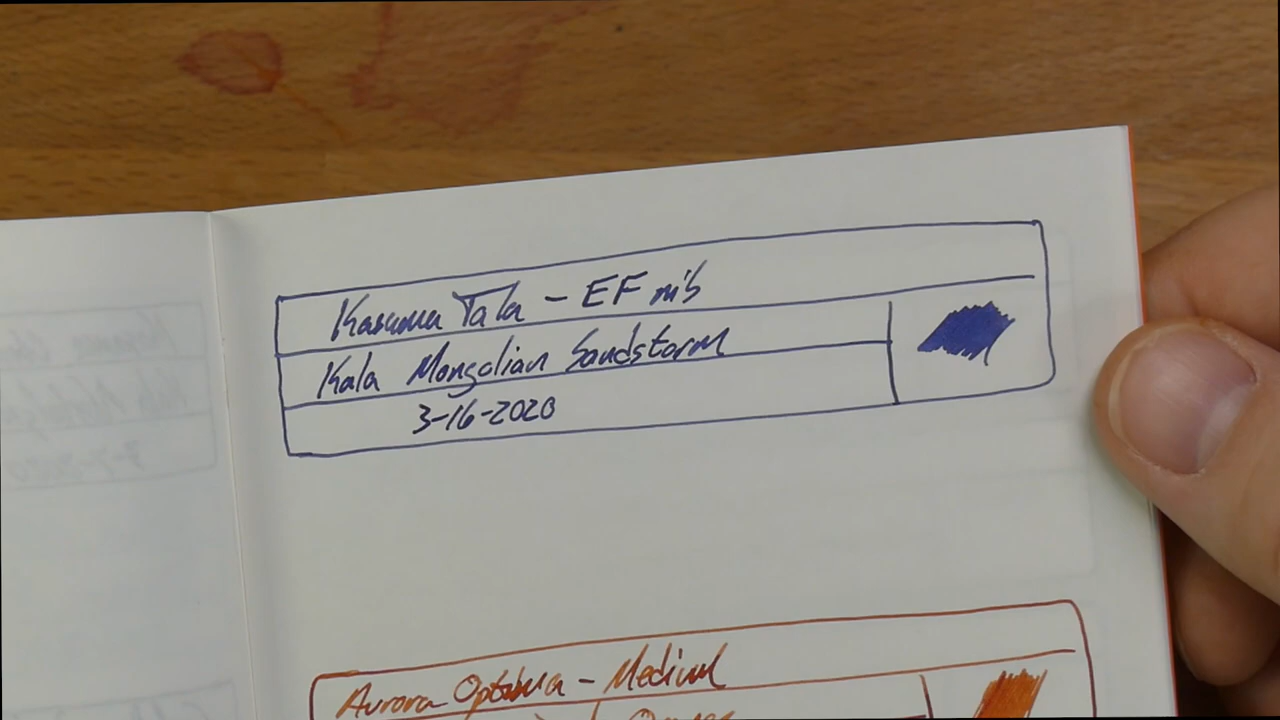 Kasama Tala - EF nib
Kala Mongolian Sandstorm
3-16-2020
Aurora Optima - Medium